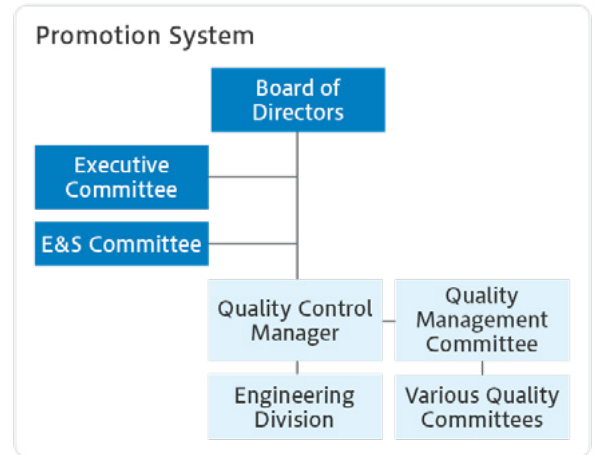 Promotion System
Board of
Directors
Executive
Committee
E&S Committee
Quality Control
Manager
Quality
Management
Committee
Engineering
Division
Various Quality
Committees